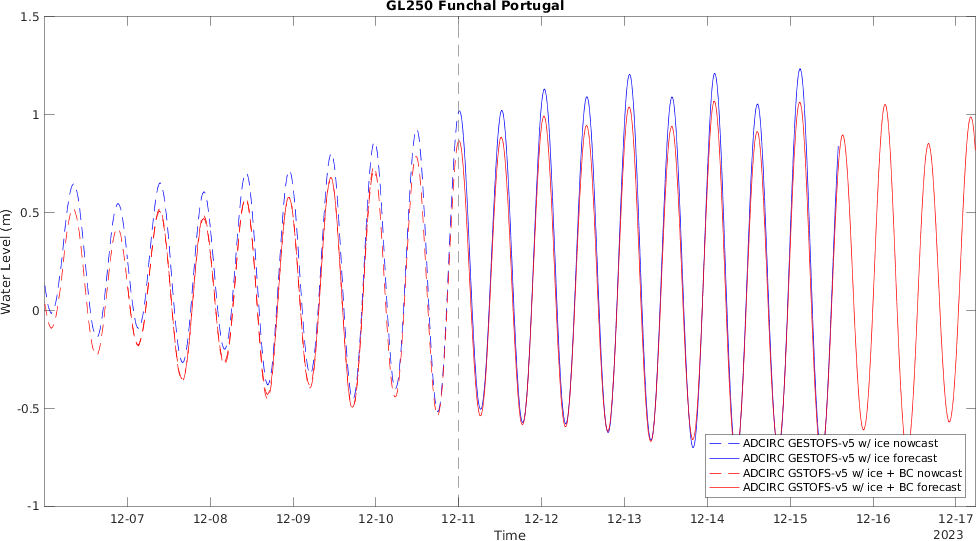 GL250 Funchal Portugal
1.5
1
0.5
0
-0.5
-1
Water Level (m)
ADCIRC GESTOFS-v5 w/ ice nowcast
ADCIRC GESTOFS-v5 w/ ice forecast
ADCIRC GSTOFS-v5 w/ ice + BC nowcast
ADCIRC GSTOFS-v5 w/ ice + BC forecast
12-07 12-08 12-09 12-10 12-11 12-12 12-13 12-14 12-15 12-16 12-17
Time
2023